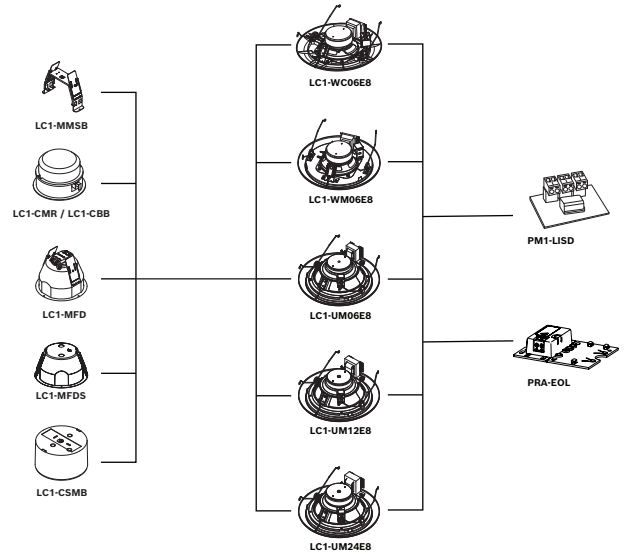 LC1-MMSB
LC1-CMR / LC1-CBB
LC1-MFD
LC1-MFDS
LC1-CSMB
LC1-WC06E8
LC1-WM06E8
LC1-UM06E8
LC1-UM12E8
LC1-UM24E8
PM1-LISD
PRA-EOL